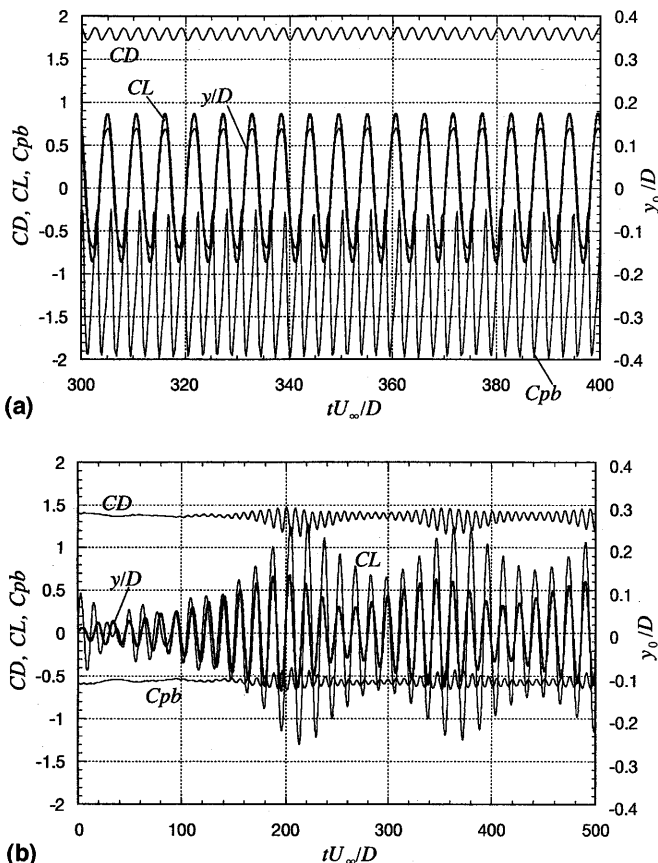 2 0.4
CD
1.5 0.3
CL y/D
1 0.2
0.5 0.1
0 0
-0.5 -0.1
-1 -0.2
-1.5 -0.3
-2 -0.4
CD, CL, Cpb
y₀/D
Cpb
300 320 340 360 380 400
(a) tU∞/D
2 0.4
CD
1.5 0.3
1 0.2
y/D CL
0.5 0.1
0 0
-0.5 -0.1
Cpb
-1 -0.2
-1.5 -0.3
-2 -0.4
CD, CL, Cpb
y₀/D
0 100 200 300 400 500
(b) tU∞/D